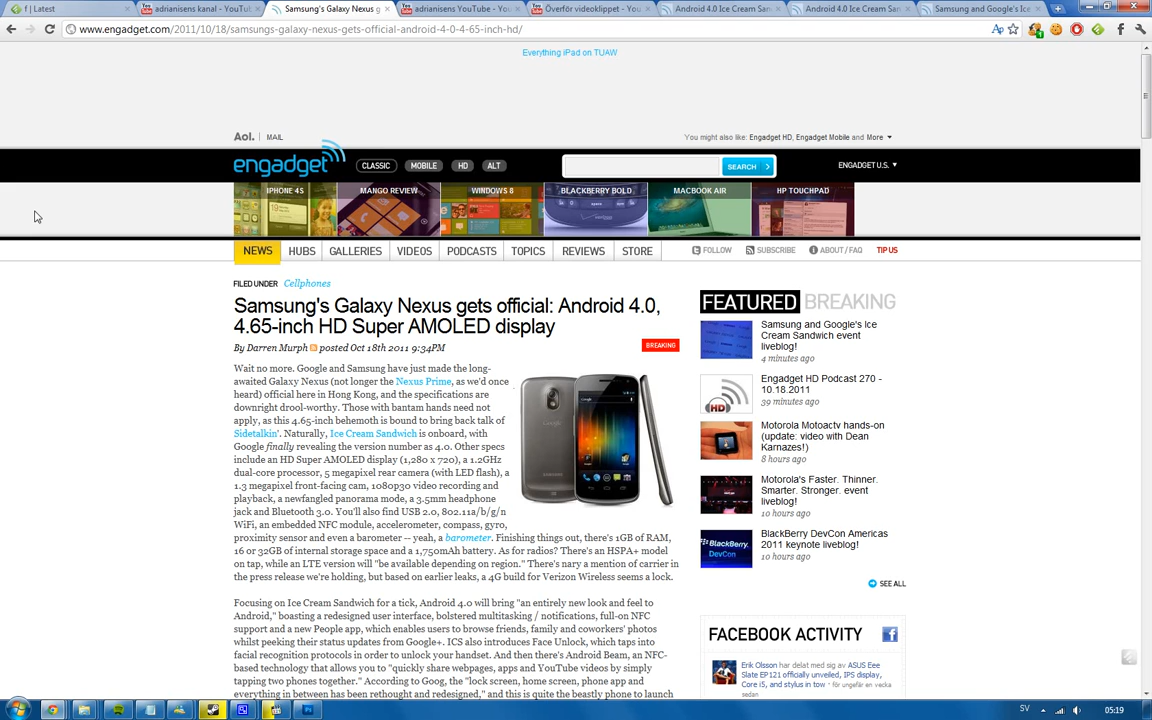 f | Latest
adrianisens kanal - YouTu
Samsung's Galaxy Nexus g
adrianisens YouTube - You
Överför videoklippet - You
Android 4.0 Ice Cream San
Android 4.0 Ice Cream San
Samsung and Google's Ice
www.engadget.com/2011/10/18/samsungs-galaxy-nexus-gets-official-android-4-0-4-65-inch-hd/
Everything iPad on TUAW
Aol. | MAIL
You might also like: Engadget HD, Engadget Mobile and More
engadget
CLASSIC MOBILE HD ALT
SEARCH
ENGADGET U.S.
IPHONE 4S MANGO REVIEW WINDOWS 8 BLACKBERRY BOLD MACBOOK AIR HP TOUCHPAD
NEWS HUBS GALLERIES VIDEOS PODCASTS TOPICS REVIEWS STORE
FOLLOW SUBSCRIBE ABOUT / FAQ TIP US
FILED UNDER Cellphones
Samsung's Galaxy Nexus gets official: Android 4.0,
4.65-inch HD Super AMOLED display
By Darren Murph posted Oct 18th 2011 9:34PM
BREAKING
Wait no more. Google and Samsung have just made the long-
awaited Galaxy Nexus (not longer the Nexus Prime, as we'd once
heard) official here in Hong Kong, and the specifications are
downright drool-worthy. Those with bantam hands need not
apply, as this 4.65-inch behemoth is bound to bring back talk of
Sidetalkin'. Naturally, Ice Cream Sandwich is onboard, with
Google finally revealing the version number as 4.0. Other specs
include an HD Super AMOLED display (1,280 x 720), a 1.2GHz
dual-core processor, 5 megapixel rear camera (with LED flash), a
1.3 megapixel front-facing cam, 1080p30 video recording and
playback, a newfangled panorama mode, a 3.5mm headphone
jack and Bluetooth 3.0. You'll also find USB 2.0, 802.11a/b/g/n
WiFi, an embedded NFC module, accelerometer, compass, gyro,
proximity sensor and even a barometer -- yeah, a barometer. Finishing things out, there's 1GB of RAM,
16 or 32GB of internal storage space and a 1,750mAh battery. As for radios? There's an HSPA+ model
on tap, while an LTE version will "be available depending on region." There's nary a mention of carrier in
the press release we're holding, but based on earlier leaks, a 4G build for Verizon Wireless seems a lock.
Focusing on Ice Cream Sandwich for a tick, Android 4.0 will bring "an entirely new look and feel to
Android," boasting a redesigned user interface, bolstered multitasking / notifications, full-on NFC
support and a new People app, which enables users to browse friends, family and coworkers' photos
whilst peeking their status updates from Google+. ICS also introduces Face Unlock, which taps into
facial recognition protocols in order to unlock your handset. And then there's Android Beam, an NFC-
based technology that allows you to "quickly share webpages, apps and YouTube videos by simply
tapping two phones together." According to Goog, the "lock screen, home screen, phone app and
everything in between has been rethought and redesigned," and this is quite the beastly phone to launch
FEATURED BREAKING
Samsung and Google's Ice
Cream Sandwich event
liveblog!
4 minutes ago
Engadget HD Podcast 270 -
10.18.2011
39 minutes ago
HD
Motorola Motoactv hands-on
(update: video with Dean
Karnazes!)
8 hours ago
Motorola's Faster. Thinner.
Smarter. Stronger. event
liveblog!
10 hours ago
BlackBerry DevCon Americas
2011 keynote liveblog!
10 hours ago
BlackBerry.
DevCon
SEE ALL
FACEBOOK ACTIVITY
Erik Olsson har delat med sig av ASUS Eee
Slate EP121 officially unveiled, IPS display,
Core i5, and stylus in tow · för ungefär en vecka
sedan
SV
05:19